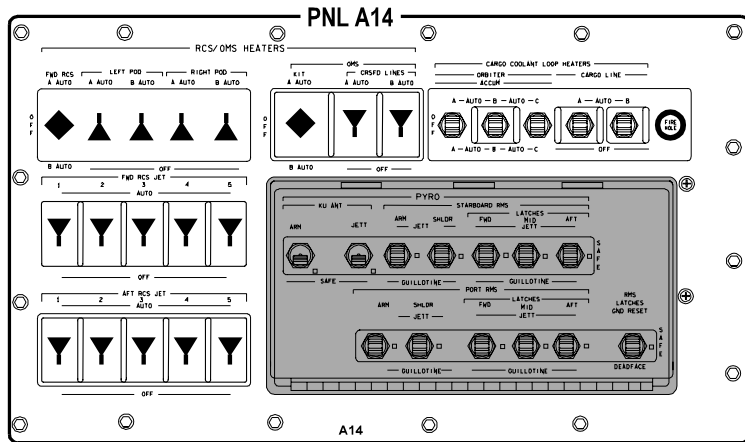 PNL A14
RCS/OMS HEATERS
FWD RCS
A AUTO
LEFT POD
A AUTO B AUTO
RIGHT POD
A AUTO B AUTO
OFF
B AUTO
OFF
OMS
KIT
A AUTO
CRSFD LINES
A AUTO B AUTO
OFF
B AUTO
OFF
CARGO COOLANT LOOP HEATERS
ORBITER
ACCUM
CARGO LINE
A-AUTO-B-AUTO-C
A-AUTO-B
OFF
A-AUTO-B-AUTO-C
OFF
FIRE
HOLE
FWD RCS JET
1 2 3 4 5
AUTO
OFF
AFT RCS JET
1 2 3 4 5
AUTO
OFF
PYRO
KU ANT
ARM JETT
SAFE
STARBOARD RMS
ARM SHLDR
JETT
FWD LATCHES MID AFT
JETT
SAFE
GUILLOTINE GUILLOTINE
PORT RMS
ARM SHLDR
JETT
FWD LATCHES MID AFT
JETT
RMS
LATCHES
GND RESET
SAFE
GUILLOTINE GUILLOTINE
DEADFACE
A14